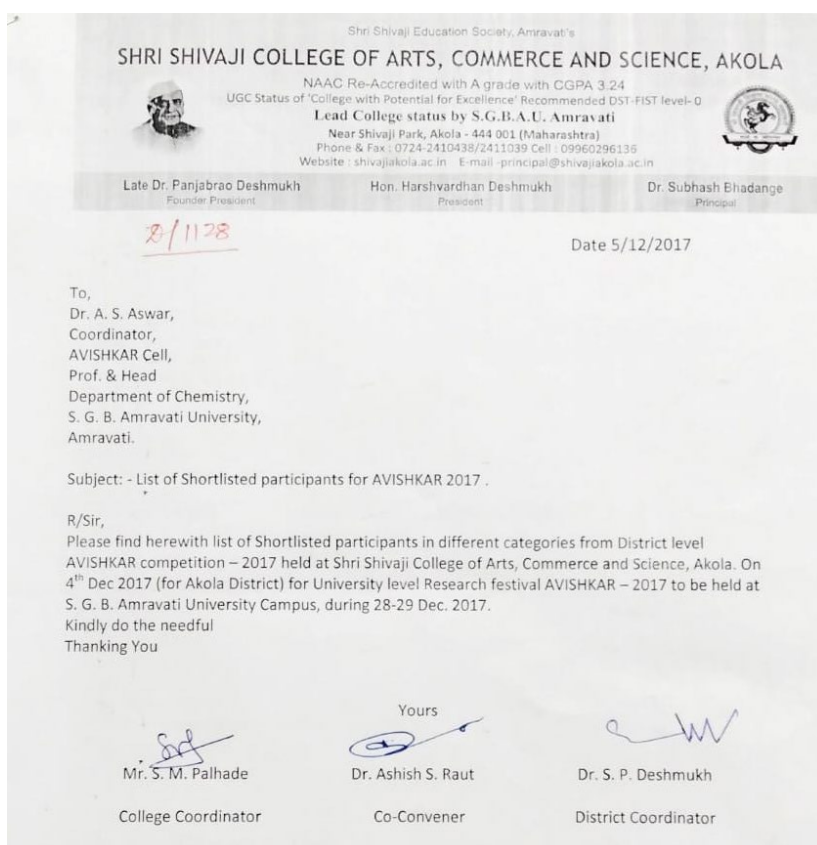 Shri Shivaji Education Society, Amravati's
SHRI SHIVAJI COLLEGE OF ARTS, COMMERCE AND SCIENCE, AKOLA
NAAC Re-Accredited with A grade with CGPA 3.24
UGC Status of 'College with Potential for Excellence' Recommended DST-FIST level- 0
Lead College status by S.G.B.A.U. Amravati
Near Shivaji Park, Akola - 444 001 (Maharashtra)
Phone & Fax : 0724-2410438/2411039 Cell : 09960296136
Website : shivajiakola.ac.in E-mail -principal@shivajiakola.ac.in
Late Dr. Panjabrao Deshmukh Hon. Harshvardhan Deshmukh Dr. Subhash Bhadange
Founder President President Principal
D/1128
Date 5/12/2017
To,
Dr. A. S. Aswar,
Coordinator,
AVISHKAR Cell,
Prof. & Head
Department of Chemistry,
S. G. B. Amravati University,
Amravati.
Subject: - List of Shortlisted participants for AVISHKAR 2017 .
R/Sir,
Please find herewith list of Shortlisted participants in different categories from District level
AVISHKAR competition – 2017 held at Shri Shivaji College of Arts, Commerce and Science, Akola. On
4th Dec 2017 (for Akola District) for University level Research festival AVISHKAR – 2017 to be held at
S. G. B. Amravati University Campus, during 28-29 Dec. 2017.
Kindly do the needful
Thanking You
Yours
Mr. S. M. Palhade Dr. Ashish S. Raut Dr. S. P. Deshmukh
College Coordinator Co-Convener District Coordinator